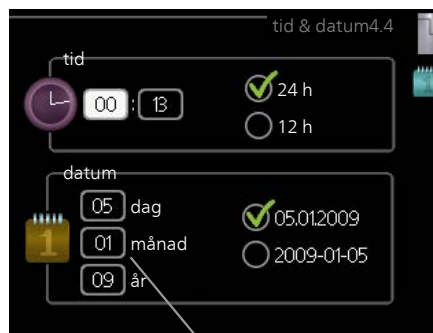 tid & datum4.4
tid
00 : 13
24 h
12 h
datum
05 dag
01 månad
09 år
05.01.2009
2009-01-05